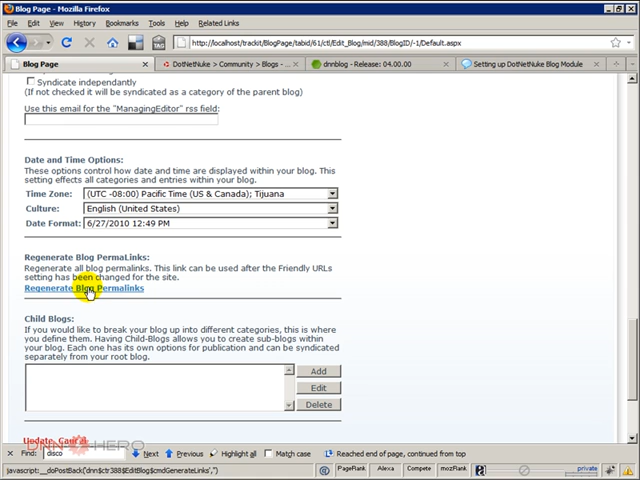 Blog Page - Mozilla Firefox
File Edit View History Bookmarks Tools Help Related Links
http://localhost/trackit/BlogPage/tabid/61/ctl/Edit_Blog/mid/388/BlogID/-1/Default.aspx
Blog Page DotNetNuke > Community > Blogs - ... dnnblog - Release: 04.00.00 Setting up DotNetNuke Blog Module
Syndicate independantly
(If not checked it will be syndicated as a category of the parent blog)
Use this email for the "ManagingEditor" rss field:
Date and Time Options:
These options control how date and time are displayed within your blog. This
setting effects all categories and entries within your blog.
Time Zone: (UTC -08:00) Pacific Time (US & Canada); Tijuana
Culture: English (United States)
Date Format: 6/27/2010 12:49 PM
Regenerate Blog PermaLinks:
Regenerate all blog permalinks. This link can be used after the Friendly URLs
setting has been changed for the site.
Regenerate Blog Permalinks
Child Blogs:
If you would like to break your blog up into different categories, this is where
you define them. Having Child-Blogs allows you to create sub-blogs within
your blog. Each one has its own options for publication and can be syndicated
separately from your root blog.
Add
Edit
Delete
Update Cancel
DNN HERO
Find: disco Next Previous Highlight all Match case Reached end of page, continued from top
javascript:__doPostBack('dnn$ctr388$EditBlog$cmdGenerateLinks','') PageRank Alexa Compete mozRank private